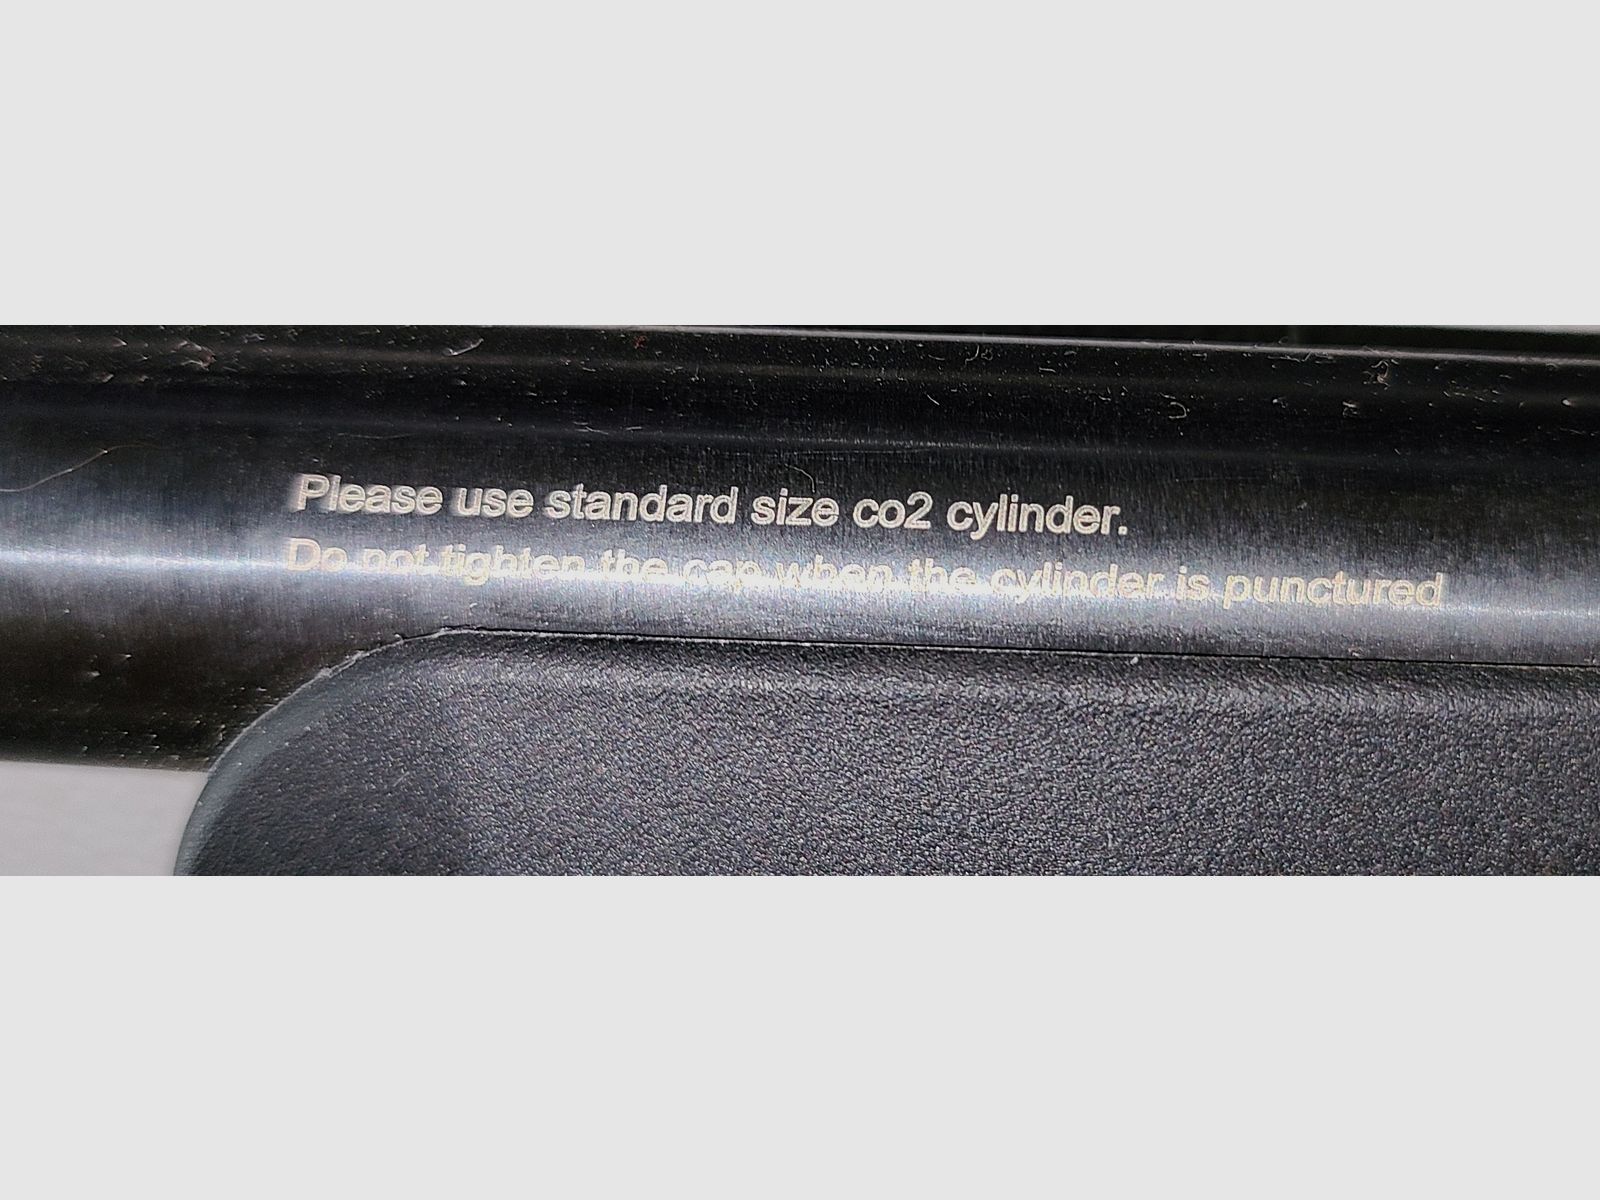 Please use standard size co2 cylinder.
Do not tighten the cap when the cylinder is punctured